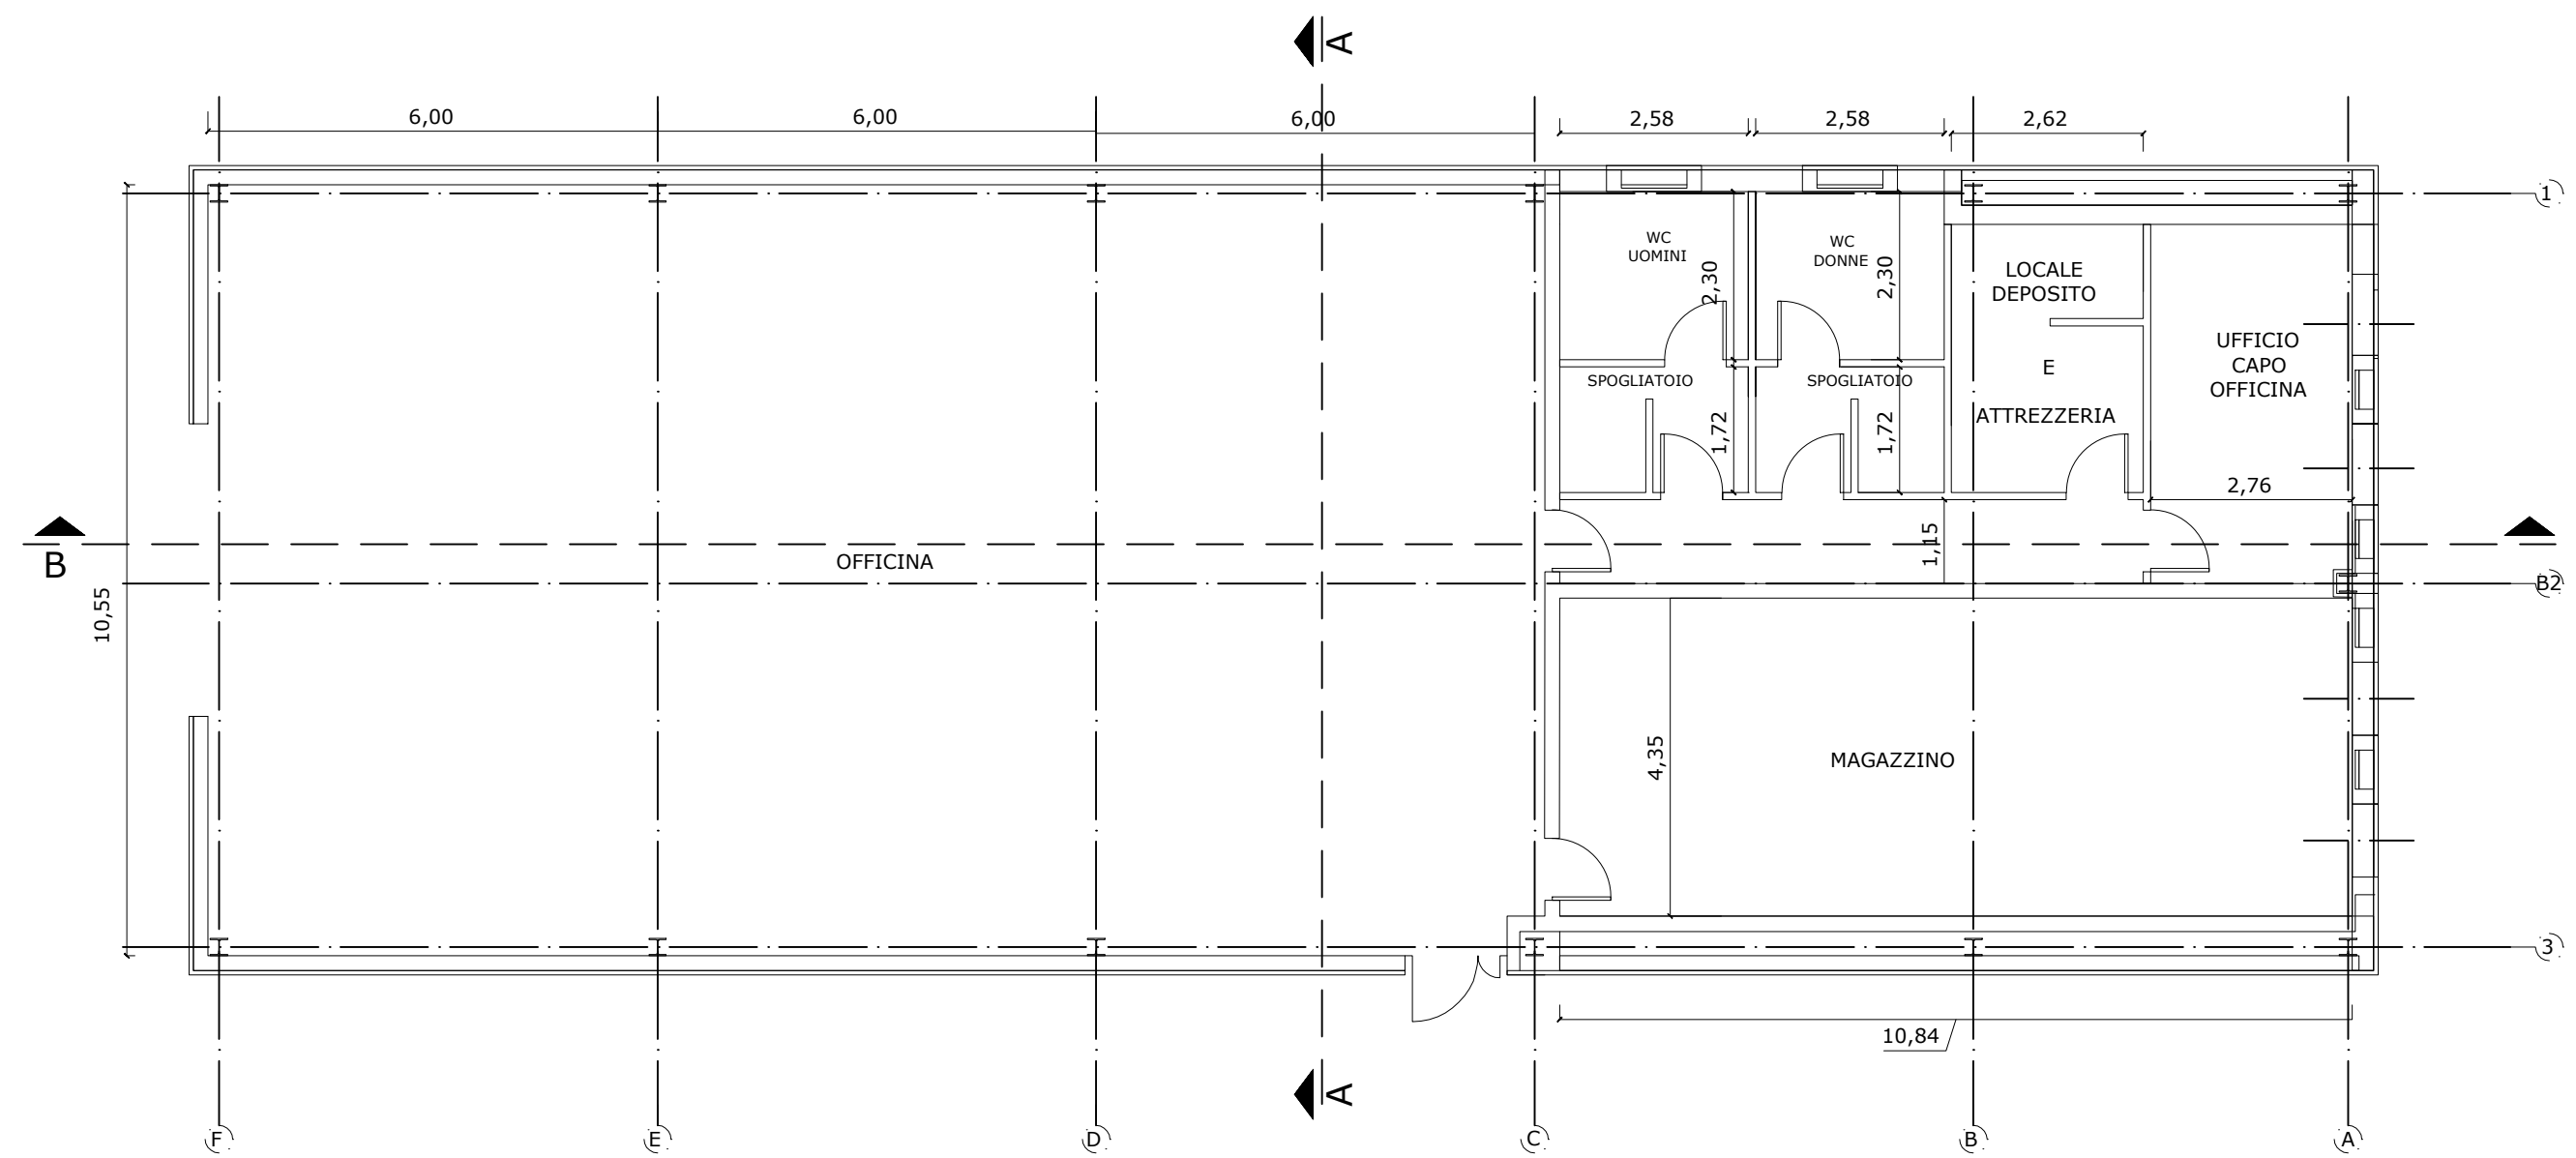 A
6,00
6,00
6,00
2,58
2,58
2,62
1
WC
UOMINI
WC
DONNE
2,30
2,30
LOCALE
DEPOSITO
E
ATTREZZERIA
UFFICIO
CAPO
OFFICINA
SPOGLIATOIO
SPOGLIATOIO
1,72
1,72
2,76
B
OFFICINA
1,15
B2
10,55
4,35
MAGAZZINO
3
10,84
A
F
E
D
C
B
A